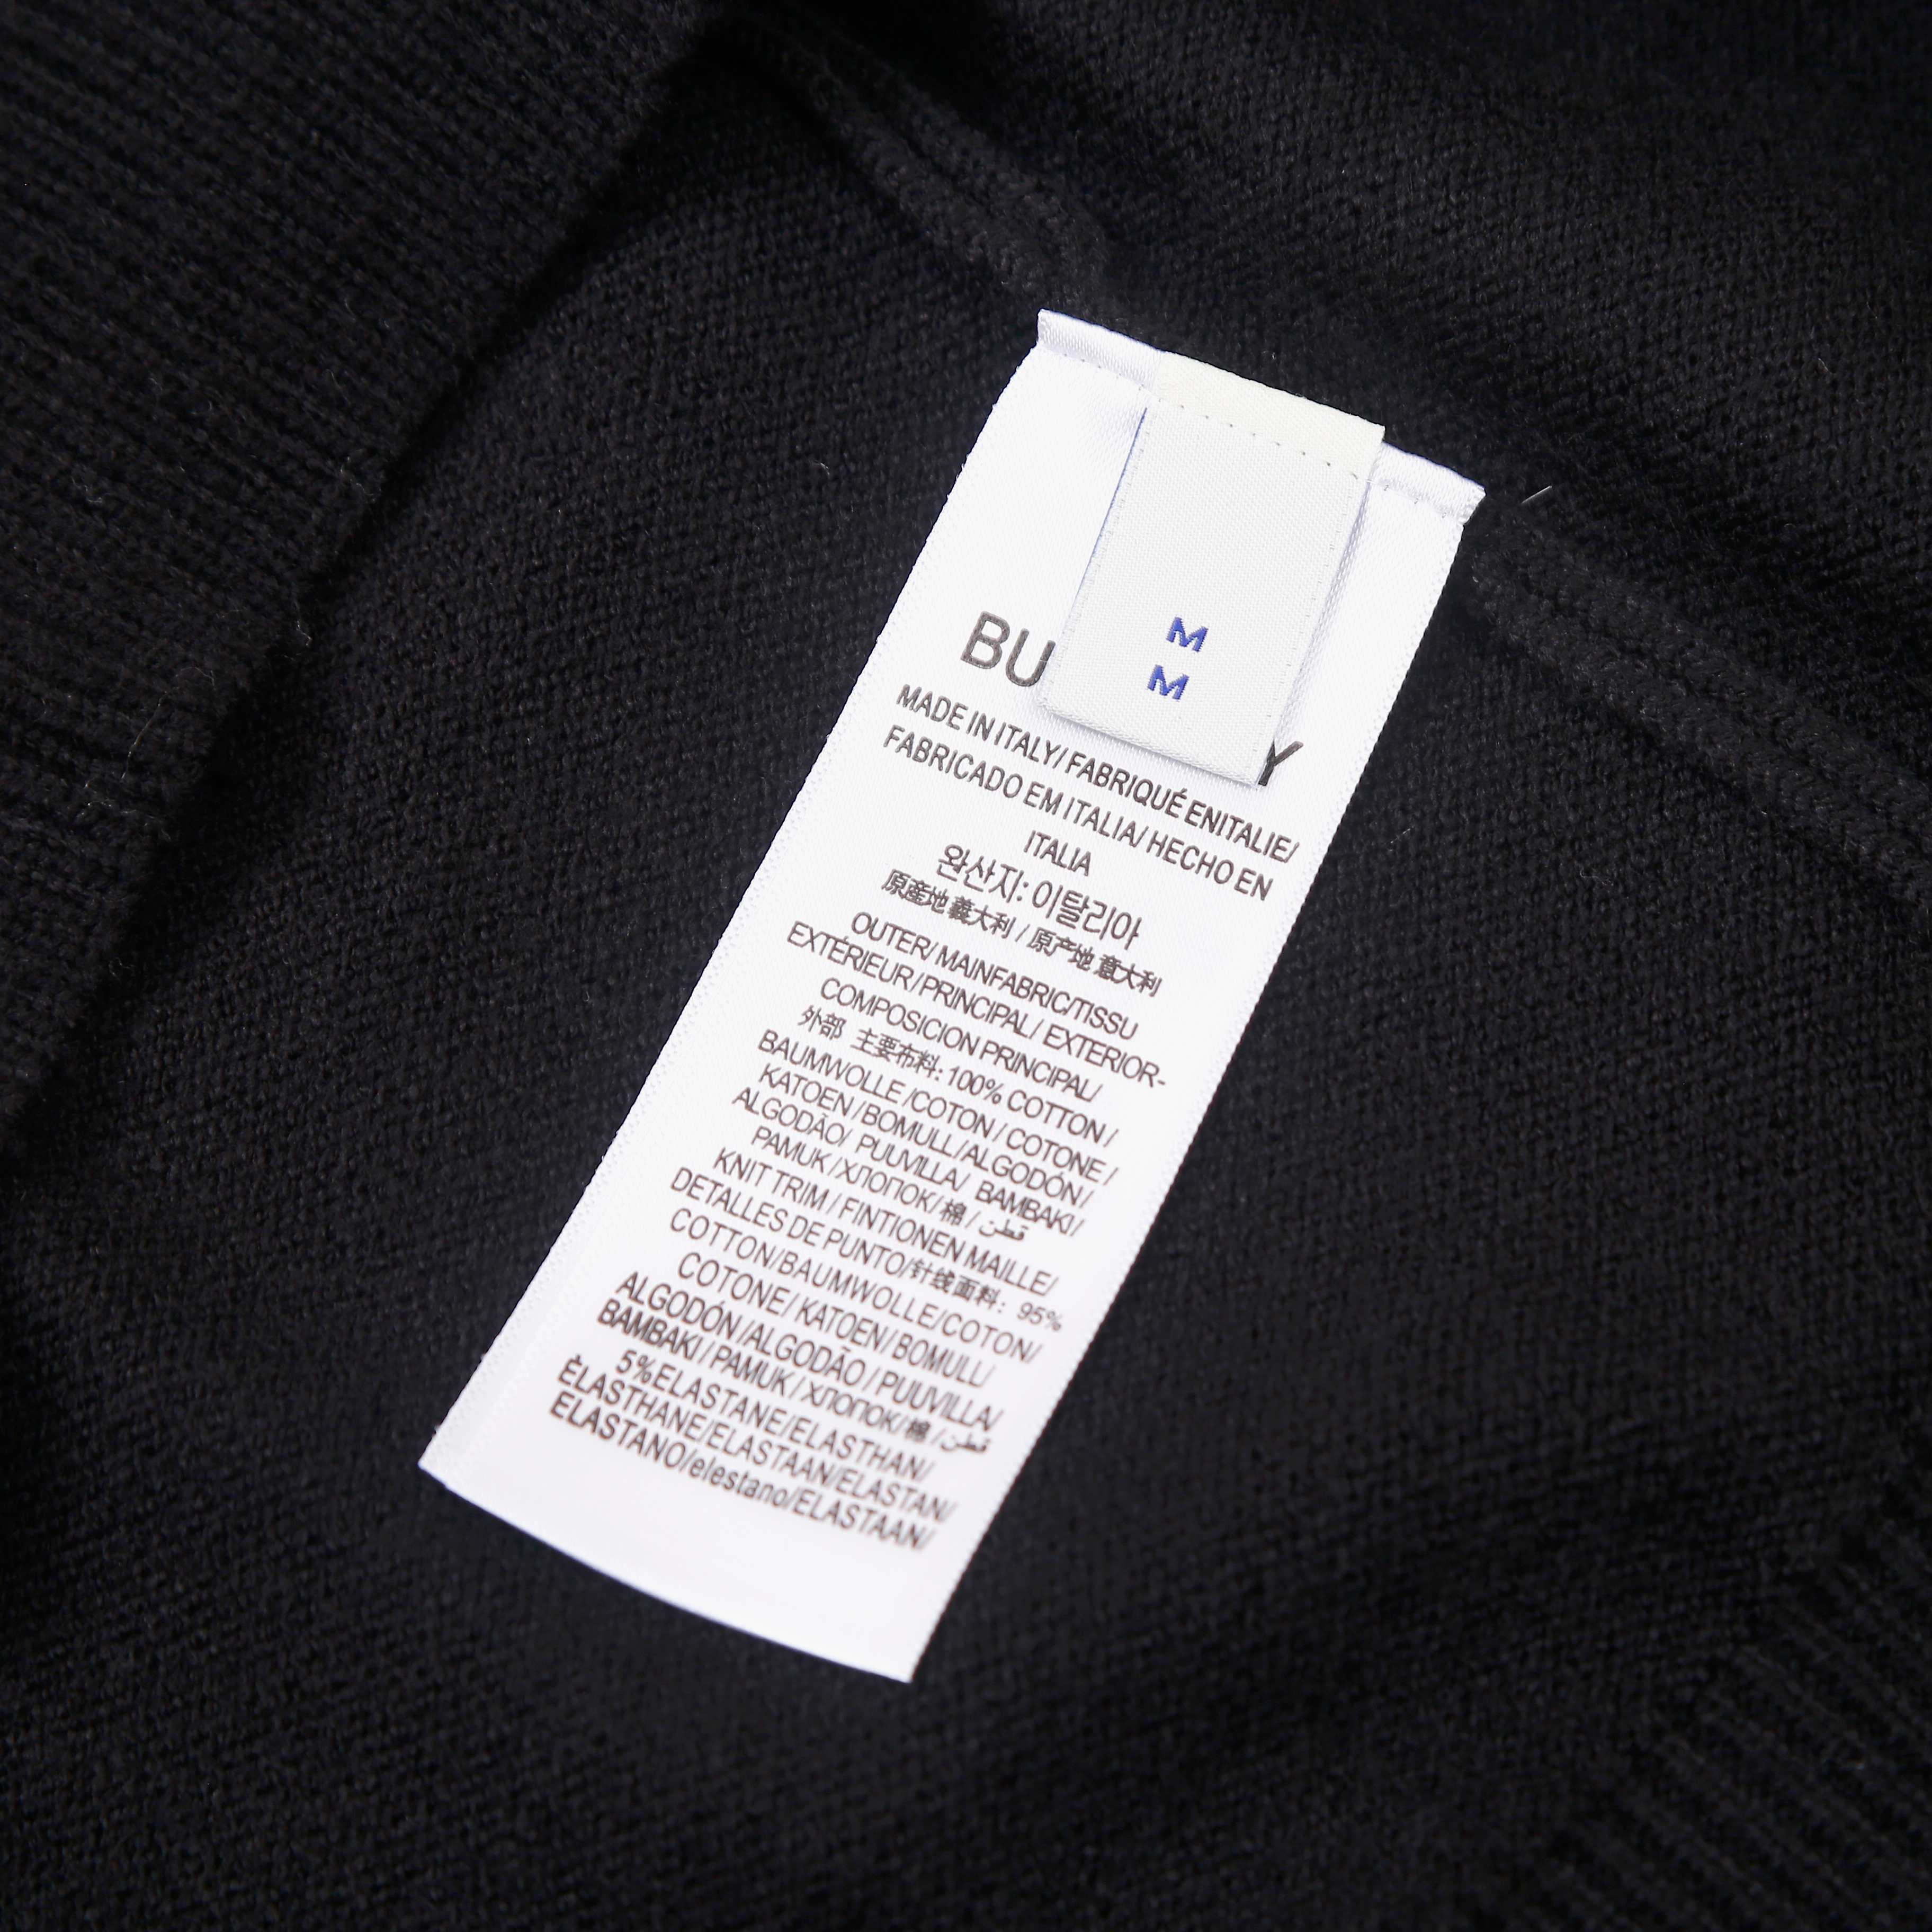 M
M
BU Y
MADE IN ITALY/FABRIQUÉ ENITALIE/
FABRICADO EM ITALIA/ HECHO EN
ITALIA
완산지: 이탈리아
原産地 義大利 / 原产地 意大利
OUTER/ MAINFABRIC/TISSU
EXTÉRIEUR/PRINCIPAL/ EXTERIOR-
COMPOSICION PRINCIPAL/
外部 主要布料: 100% COTTON/
BAUMWOLLE/COTON/COTONE/
KATOEN/BOMULL/ALGODÓN/
ALGODÃO/ PUUVILLA/ BAMBAKI/
PAMUK/ХЛОПОК/棉/قطن
KNIT TRIM/FINTIONEN MAILLE/
DETALLES DE PUNTO/针线面料: 95%
COTTON/BAUMWOLLE/COTON/
COTONE/KATOEN/BOMULL/
ALGODÓN/ALGODÃO/PUUVILLA/
BAMBAKI/PAMUK/ХЛОПОК/棉/قطن
5%ELASTANE/ELASTHAN/
ÉLASTHANE/ELASTAAN/ELASTAN/
ELASTANO/elestano/ELASTAAN/